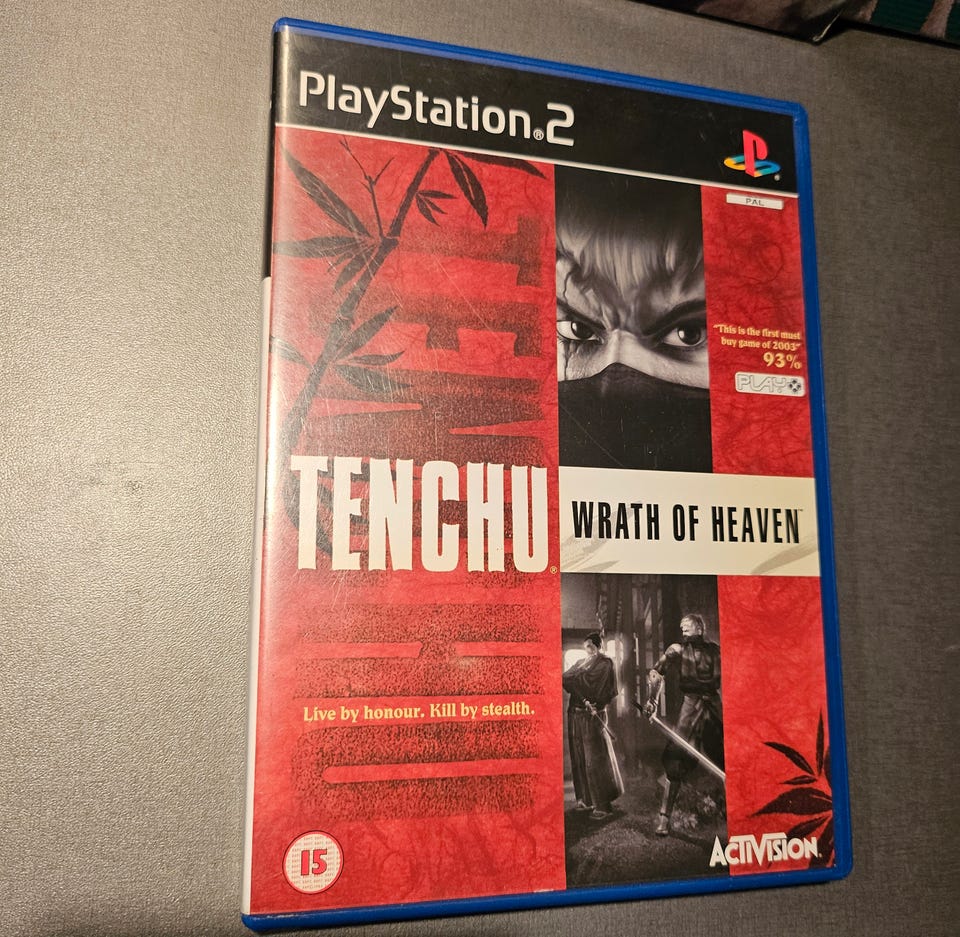 PlayStation®2
PAL
"This is the first must
buy game of 2003"
93%
PLAY
TENCHU®
WRATH OF HEAVEN™
Live by honour. Kill by stealth.
15
ACTIVISION®
TENCHU